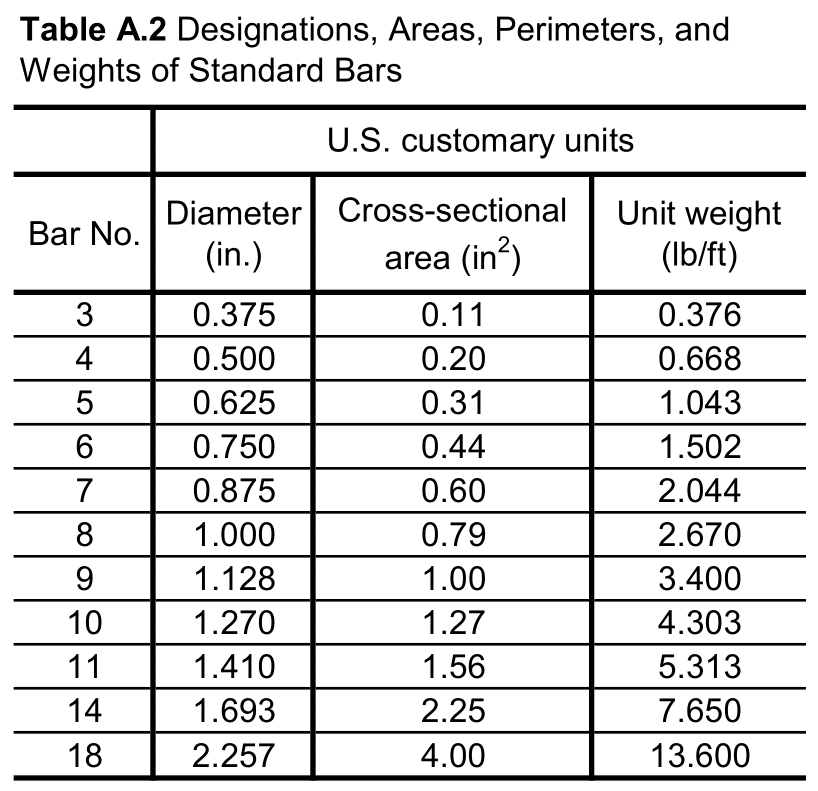 Table A.2 Designations, Areas, Perimeters, and
Weights of Standard Bars
U.S. customary units
Bar No. Diameter (in.) Cross-sectional area (in²) Unit weight (lb/ft)
3 0.375 0.11 0.376
4 0.500 0.20 0.668
5 0.625 0.31 1.043
6 0.750 0.44 1.502
7 0.875 0.60 2.044
8 1.000 0.79 2.670
9 1.128 1.00 3.400
10 1.270 1.27 4.303
11 1.410 1.56 5.313
14 1.693 2.25 7.650
18 2.257 4.00 13.600